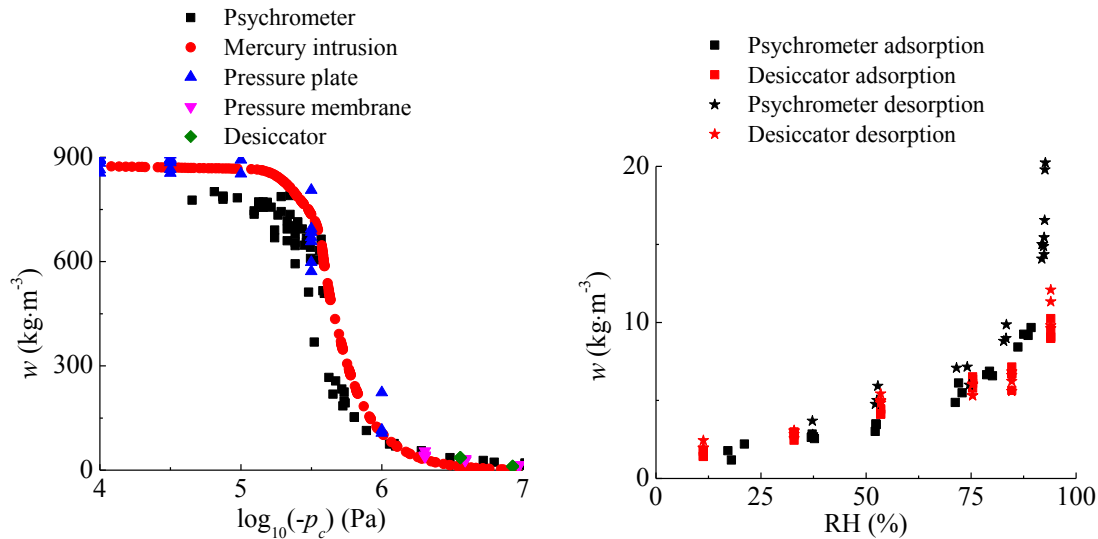 Psychrometer
Mercury intrusion
Pressure plate
Pressure membrane
Desiccator
900
600
300
0
w (kg·m⁻³)
4
5
6
7
log₁₀(-p_c) (Pa)
Psychrometer adsorption
Desiccator adsorption
Psychrometer desorption
Desiccator desorption
20
10
0
w (kg·m⁻³)
0
25
50
75
100
RH (%)